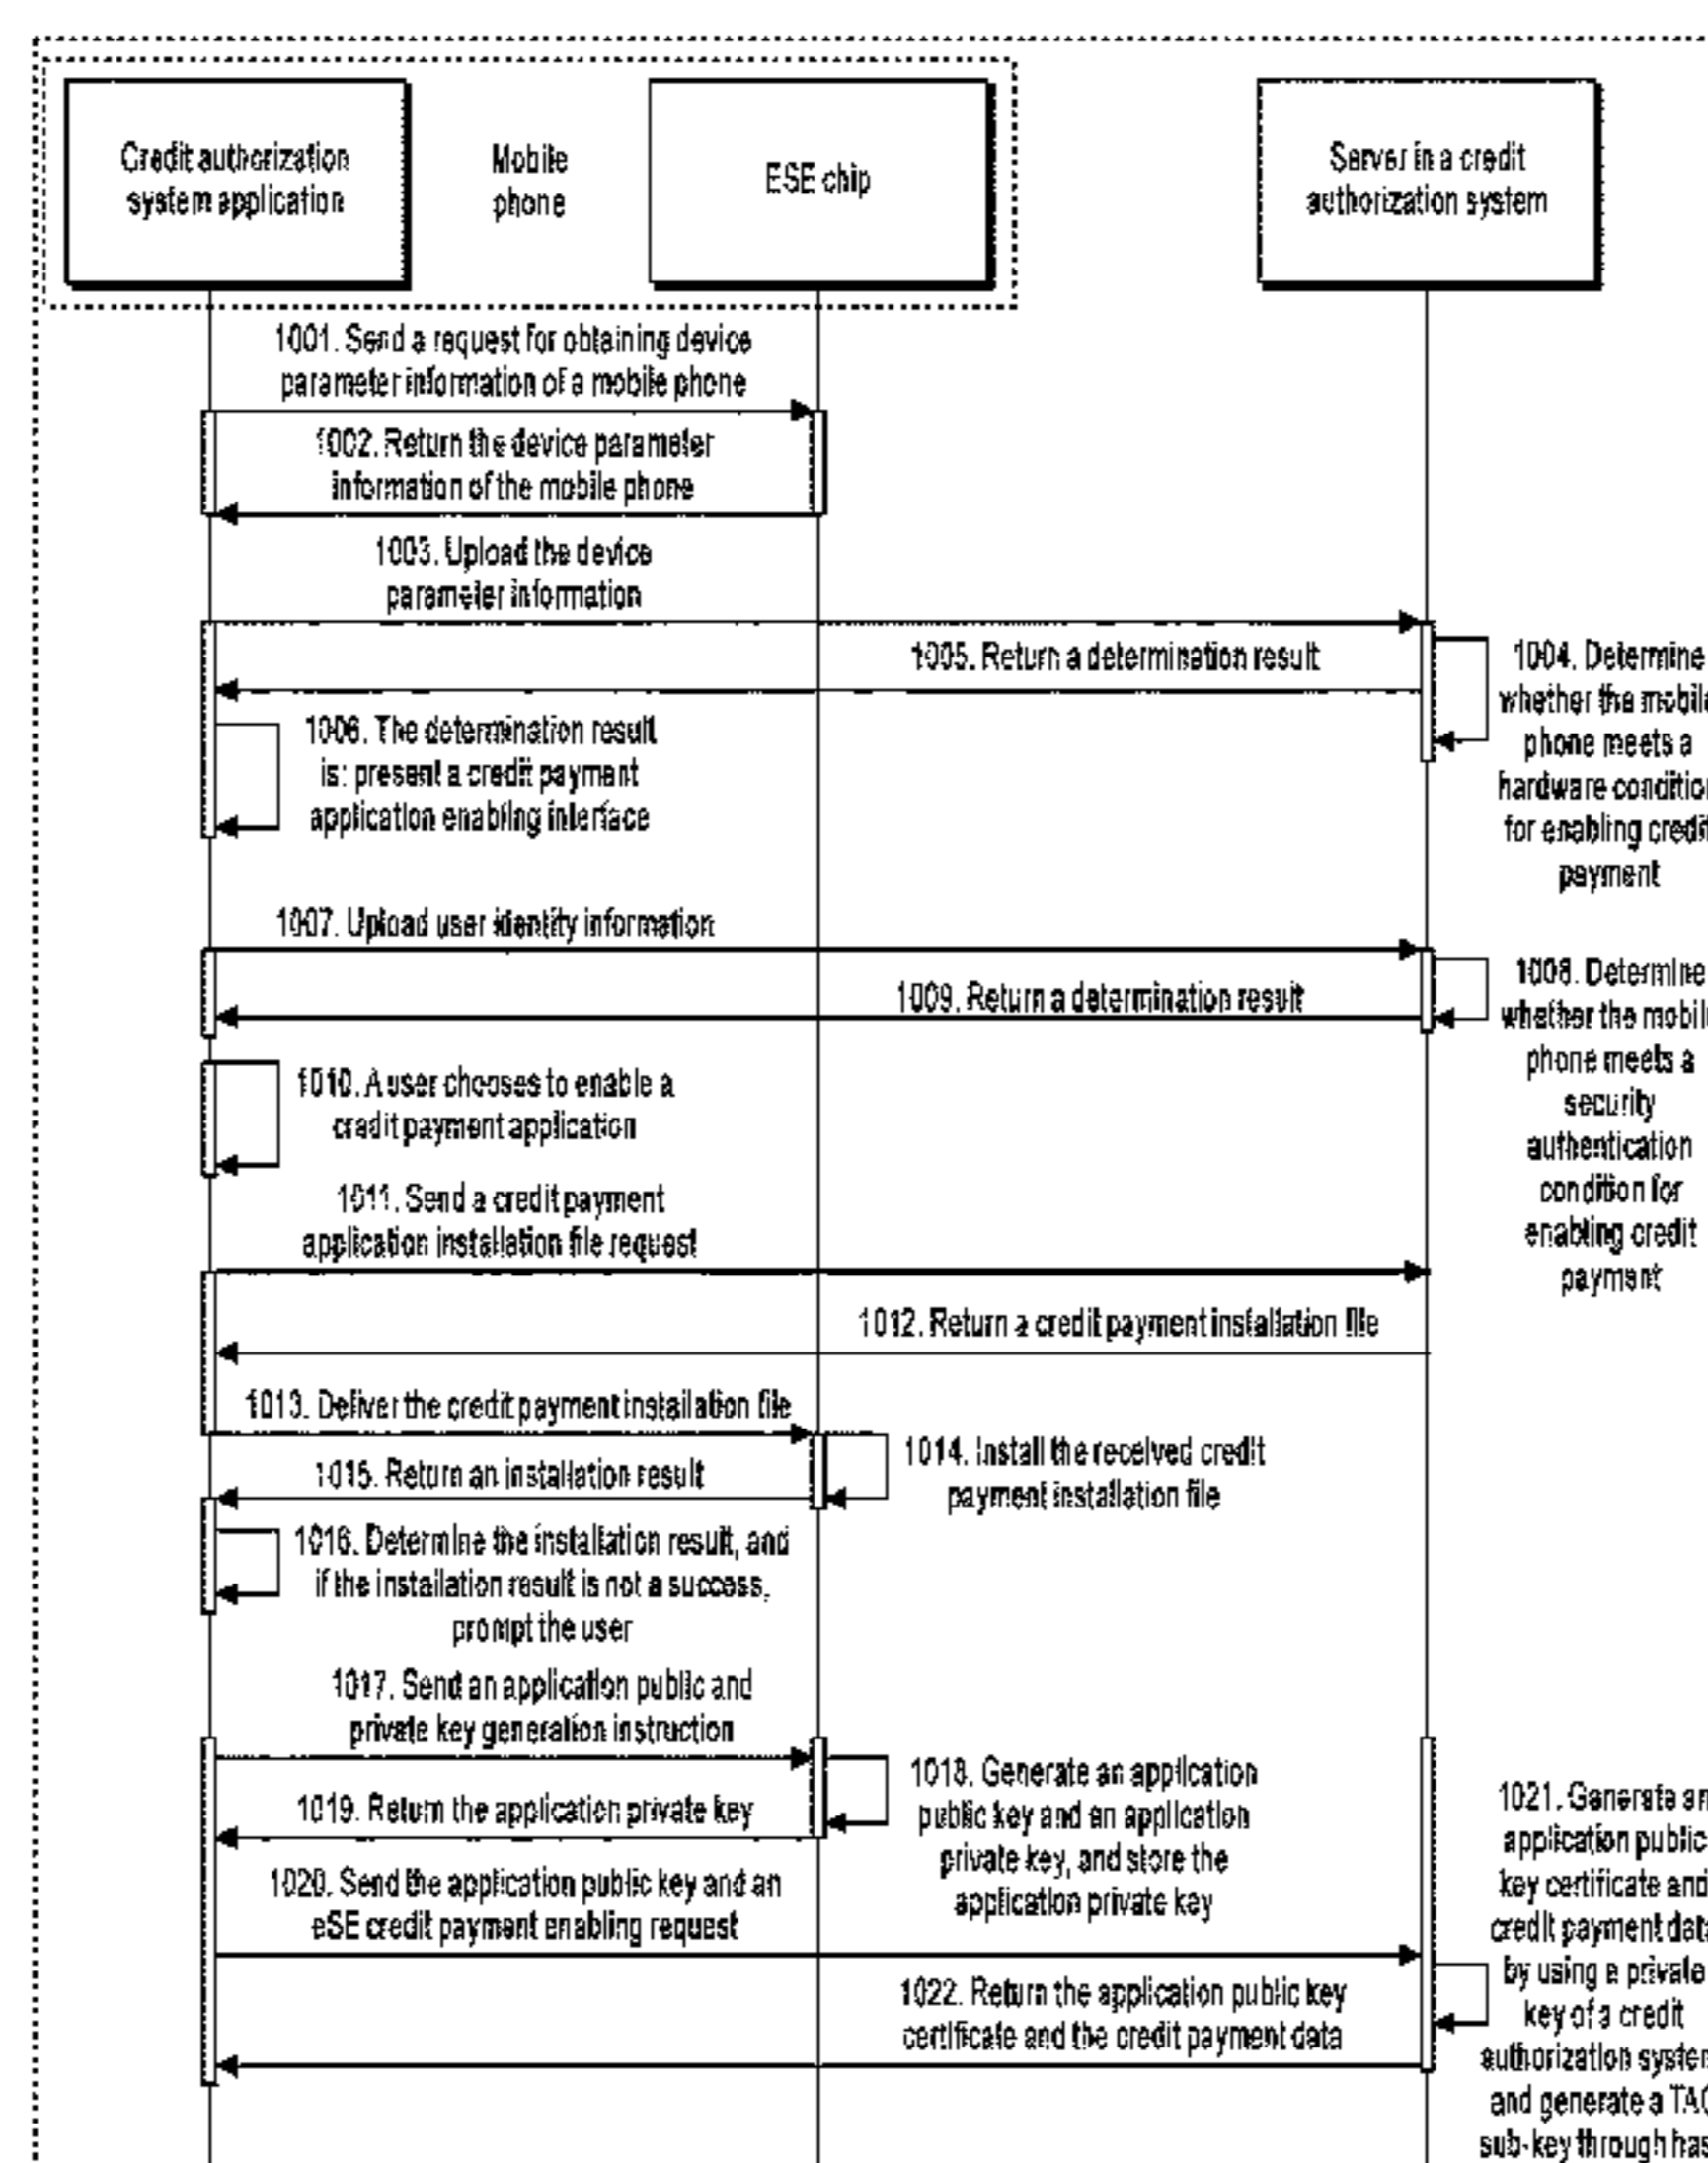 Credit authorization
system application
Mobile
phone
ESE chip
Server in a credit
authorization system
1001. Send a request for obtaining device
parameter information of a mobile phone
1002. Return the device parameter
information of the mobile phone
1003. Upload the device
parameter information
1005. Return a determination result
1004. Determine
whether the mobile
phone meets a
hardware condition
for enabling credit
payment
1006. The determination result
is: present a credit payment
application enabling interface
1007. Upload user identity information
1009. Return a determination result
1008. Determine
whether the mobile
phone meets a
security
authentication
condition for
enabling credit
payment
1010. A user chooses to enable a
credit payment application
1011. Send a credit payment
application installation file request
1012. Return a credit payment installation file
1013. Deliver the credit payment installation file
1014. Install the received credit
payment installation file
1015. Return an installation result
1016. Determine the installation result, and
if the installation result is not a success,
prompt the user
1017. Send an application public and
private key generation instruction
1018. Generate an application
public key and an application
private key, and store the
application private key
1019. Return the application private key
1020. Send the application public key and an
eSE credit payment enabling request
1021. Generate an
application public
key certificate and
credit payment data
by using a private
key of a credit
authorization system
and generate a TAC
sub-key through has
1022. Return the application public key
certificate and the credit payment data